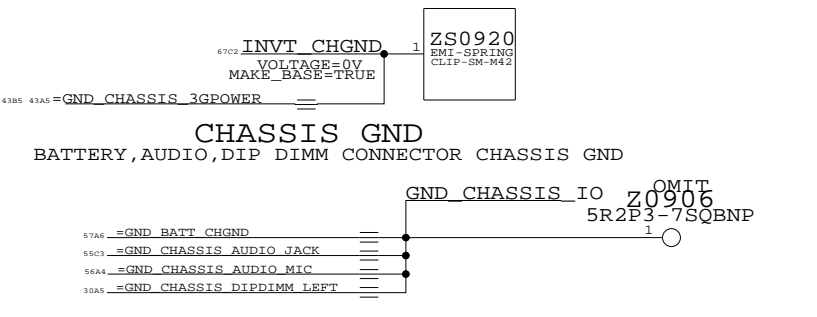 ZS0920
67C2 INVT_CHGND
1
EMI-SPRING
CLIP-SM-M42
VOLTAGE=0V
MAKE_BASE=TRUE
43B5 43A5 =GND_CHASSIS_3GPOWER
CHASSIS GND
BATTERY,AUDIO,DIP DIMM CONNECTOR CHASSIS GND
GND_CHASSIS_IO
OMIT
Z0906
5R2P3-7SQBNP
1
57A6 =GND_BATT_CHGND
55C3 =GND_CHASSIS_AUDIO_JACK
56A4 =GND_CHASSIS_AUDIO_MIC
30A5 =GND_CHASSIS_DIPDIMM_LEFT